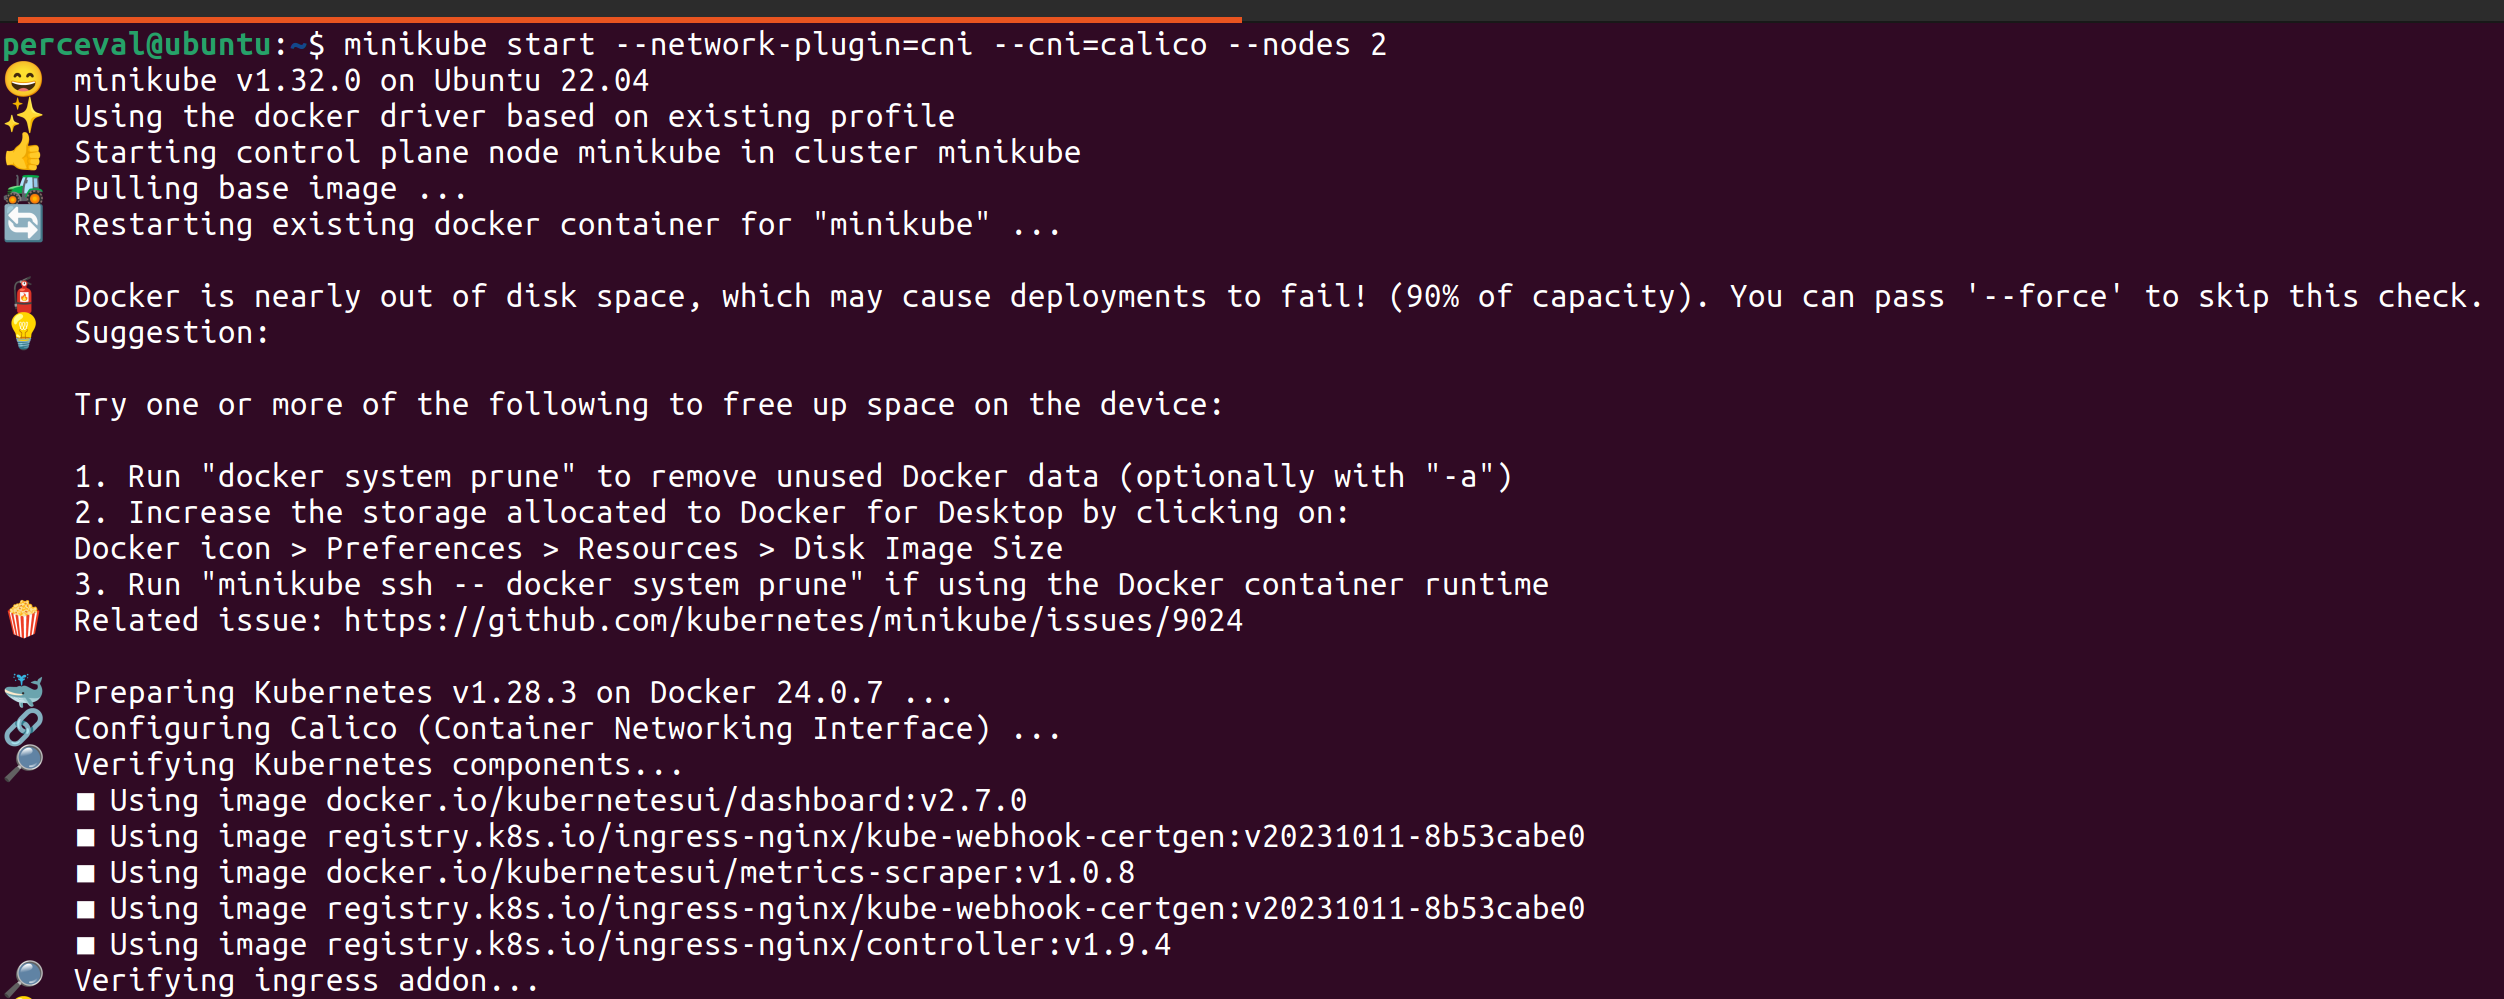 perceval@ubuntu:~$ minikube start --network-plugin=cni --cni=calico --nodes 2
minikube v1.32.0 on Ubuntu 22.04
Using the docker driver based on existing profile
Starting control plane node minikube in cluster minikube
Pulling base image ...
Restarting existing docker container for "minikube" ...
Docker is nearly out of disk space, which may cause deployments to fail! (90% of capacity). You can pass '--force' to skip this check.
Suggestion:
Try one or more of the following to free up space on the device:
1. Run "docker system prune" to remove unused Docker data (optionally with "-a")
2. Increase the storage allocated to Docker for Desktop by clicking on:
Docker icon > Preferences > Resources > Disk Image Size
3. Run "minikube ssh -- docker system prune" if using the Docker container runtime
Related issue: https://github.com/kubernetes/minikube/issues/9024
Preparing Kubernetes v1.28.3 on Docker 24.0.7 ...
Configuring Calico (Container Networking Interface) ...
Verifying Kubernetes components...
■ Using image docker.io/kubernetesui/dashboard:v2.7.0
■ Using image registry.k8s.io/ingress-nginx/kube-webhook-certgen:v20231011-8b53cabe0
■ Using image docker.io/kubernetesui/metrics-scraper:v1.0.8
■ Using image registry.k8s.io/ingress-nginx/kube-webhook-certgen:v20231011-8b53cabe0
■ Using image registry.k8s.io/ingress-nginx/controller:v1.9.4
Verifying ingress addon...